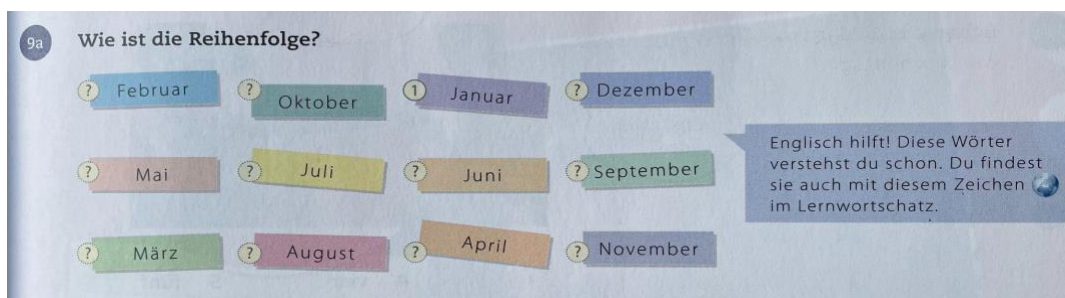 9a Wie ist die Reihenfolge?
? Februar ? Oktober 1 Januar ? Dezember
? Mai ? Juli ? Juni ? September
? März ? August ? April ? November
Englisch hilft! Diese Wörter
verstehst du schon. Du findest
sie auch mit diesem Zeichen
im Lernwortschatz.